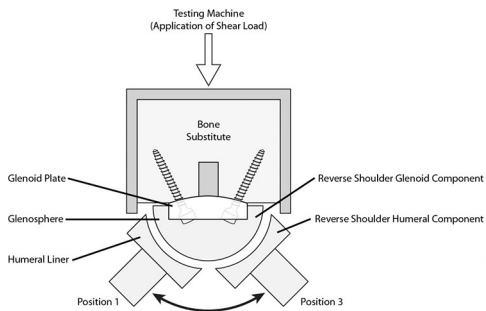 Testing Machine
(Application of Shear Load)
Bone
Substitute
Glenoid Plate
Reverse Shoulder Glenoid Component
Glenosphere
Reverse Shoulder Humeral Component
Humeral Liner
Position 1
Position 3